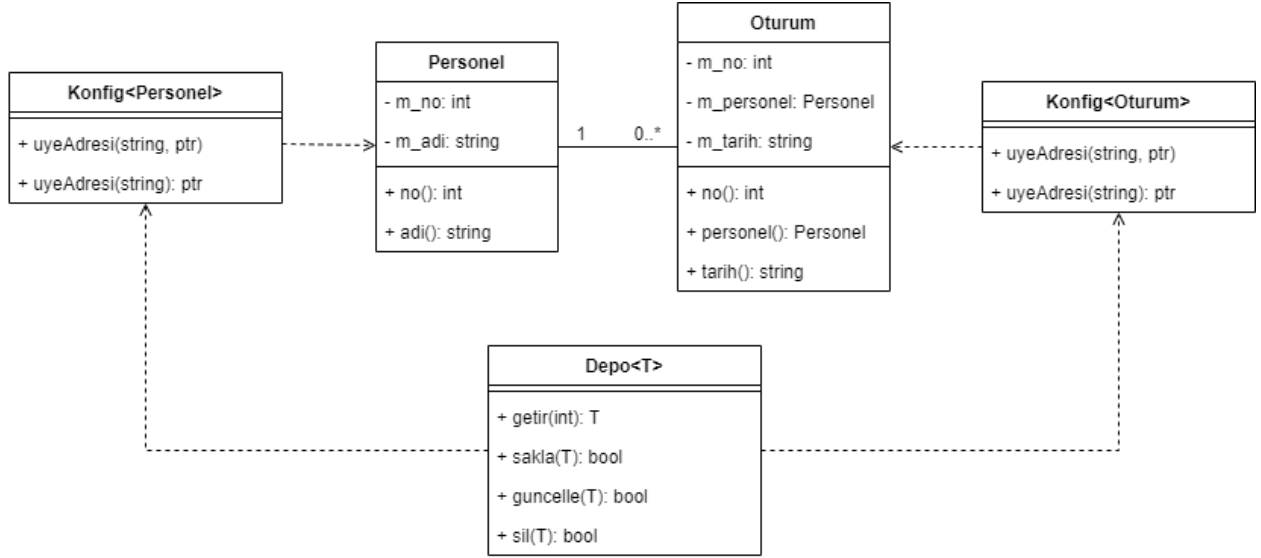 Konfig<Personel>
+ uyeAdresi(string, ptr)
+ uyeAdresi(string): ptr
Personel
- m_no: int
- m_adi: string
+ no(): int
+ adi(): string
1
0..*
Oturum
- m_no: int
- m_personel: Personel
- m_tarih: string
+ no(): int
+ personel(): Personel
+ tarih(): string
Konfig<Oturum>
+ uyeAdresi(string, ptr)
+ uyeAdresi(string): ptr
Depo<T>
+ getir(int): T
+ sakla(T): bool
+ guncelle(T): bool
+ sil(T): bool